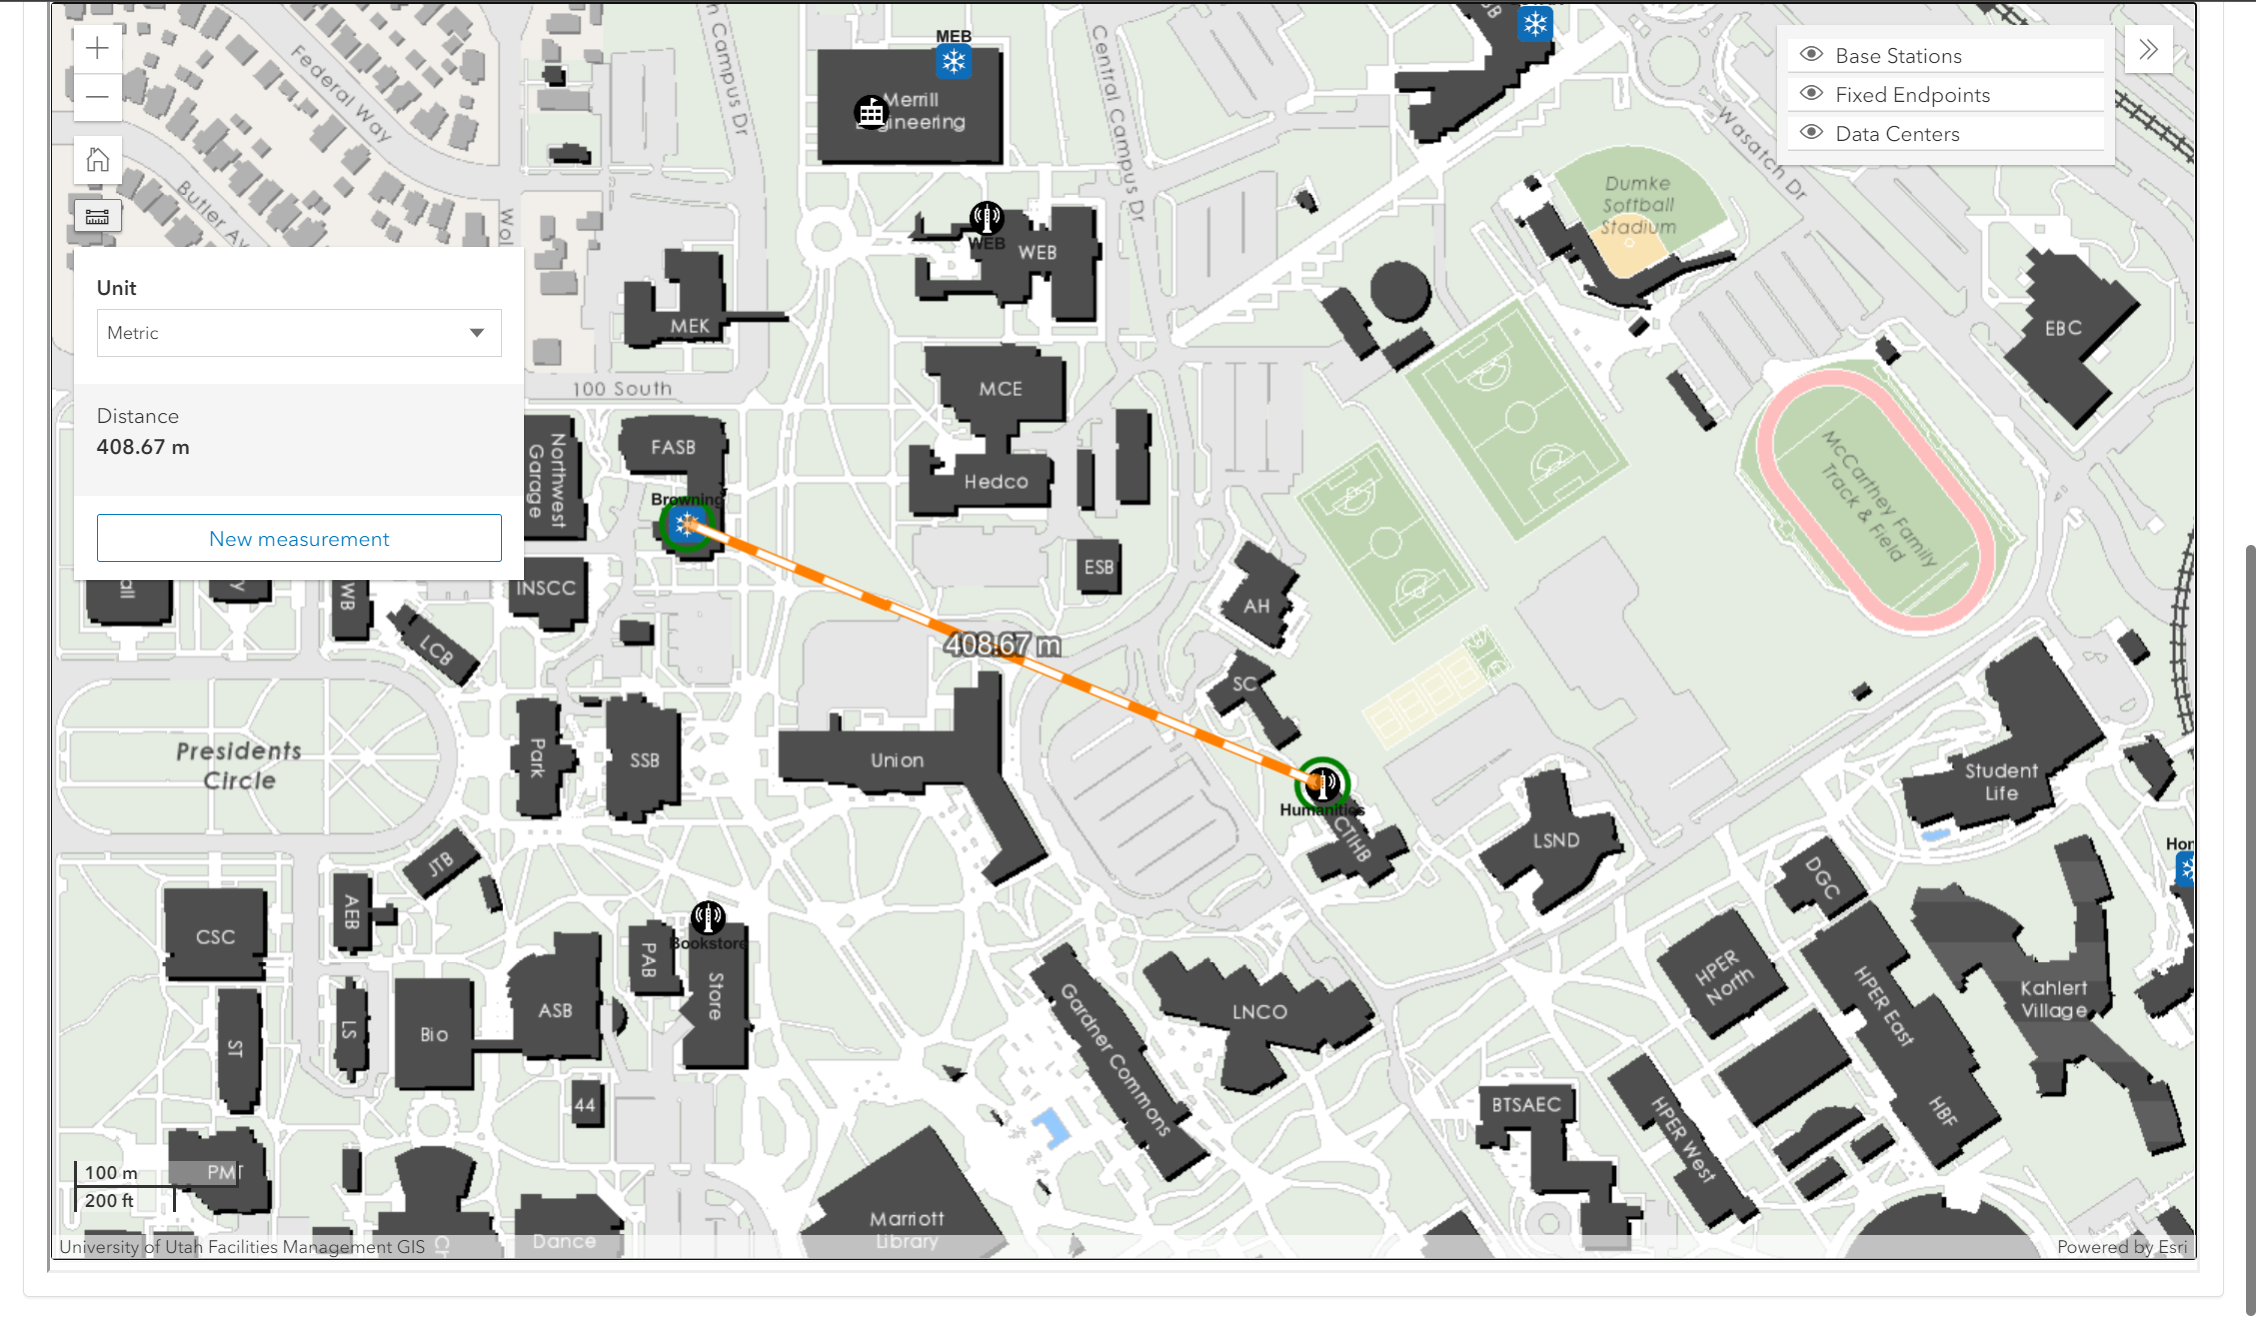 Unit
Metric
Distance
408.67 m
New measurement
Base Stations
Fixed Endpoints
Data Centers
Federal Way
Butler Av
Wol
Central Campus Dr
Campus Dr
Wasatch Dr
100 South
MEB
Merrill
WEB
WEB
MEK
MCE
Hedco
ESB
FASB
Northwest
Garage
Browning
INSCC
WB
LCB
408.67 m
AH
SC
Dumke
Softball
Stadium
McCarthey Family
Track & Field
EBC
Presidents
Circle
Park
SSB
Union
Humanities
CTIHB
LSND
Student
Life
DGC
Hor
JTB
AEB
CSC
ST
LS
Bio
ASB
PAB
Bookstore
Store
44
Gardner Commons
LNCO
HPER
North
HPER East
HBF
HPER West
Kahlert
Village
BTSAEC
Marriott
Library
Dance
100 m
200 ft
University of Utah Facilities Management GIS
Powered by Esri